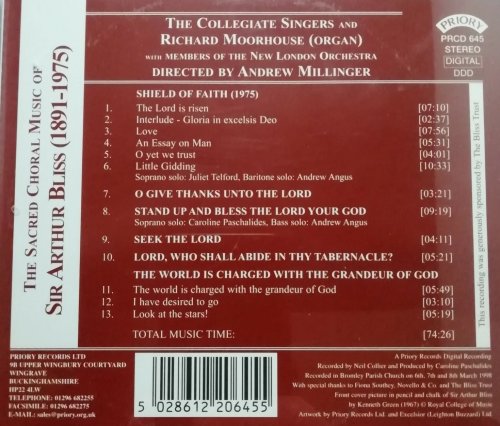 THE SACRED CHORAL MUSIC OF
SIR ARTHUR BLISS (1891-1975)
THE COLLEGIATE SINGERS AND
RICHARD MOORHOUSE (ORGAN)
WITH MEMBERS OF THE NEW LONDON ORCHESTRA
DIRECTED BY ANDREW MILLINGER
PRIORY
PRCD 645
STEREO
DIGITAL
DDD
SHIELD OF FAITH (1975)
1. The Lord is risen [07:10]
2. Interlude - Gloria in excelsis Deo [02:37]
3. Love [07:56]
4. An Essay on Man [05:31]
5. O yet we trust [04:01]
6. Little Gidding [10:33]
Soprano solo: Juliet Telford, Baritone solo: Andrew Angus
7. O GIVE THANKS UNTO THE LORD [03:21]
8. STAND UP AND BLESS THE LORD YOUR GOD [09:19]
Soprano solo: Caroline Paschalides, Bass solo: Andrew Angus
9. SEEK THE LORD [04:11]
10. LORD, WHO SHALL ABIDE IN THY TABERNACLE? [05:21]
THE WORLD IS CHARGED WITH THE GRANDEUR OF GOD
11. The world is charged with the grandeur of God [05:49]
12. I have desired to go [03:10]
13. Look at the stars! [05:19]
TOTAL MUSIC TIME: [74:26]
This recording was generously sponsored by The Bliss Trust
PRIORY RECORDS LTD
9B UPPER WINGBURY COURTYARD
WINGRAVE
BUCKINGHAMSHIRE
HP22 4LW
TELEPHONE: 01296 682255
FACSIMILE: 01296 682275
E-MAIL: sales@priory.org.uk
5 028612 206455
A Priory Records Digital Recording.
Recorded by Neil Collier and Produced by Caroline Paschalides
Recorded in Bromley Parish Church on 6th, 7th and 8th March 1998
With special thanks to Fiona Southey, Novello & Co. and The Bliss Trust
Front cover picture in pencil and chalk of Sir Arthur Bliss
by Kenneth Green (1967) © Royal College of Music
Artwork by Priory Records Ltd. and Excelsior (Leighton Buzzard) Ltd.